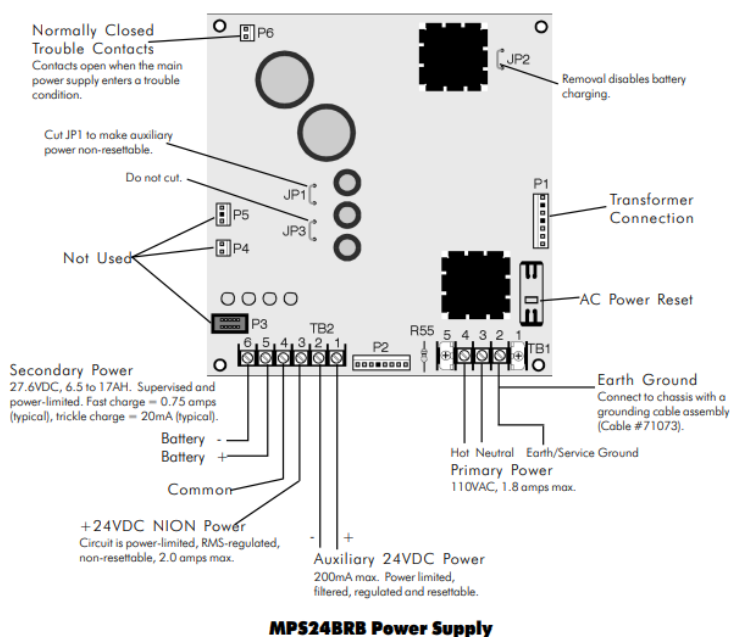 Normally Closed
Trouble Contacts
Contacts open when the main
power supply enters a trouble
condition.
P6
JP2
Removal disables battery
charging.
Cut JP1 to make auxiliary
power non-resettable.
Do not cut.
JP1
JP3
P1
Transformer
Connection
P5
P4
Not Used
AC Power Reset
P3
TB2
6 5 4 3 2 1
P2
R55
5 4 3 2 1
TB1
Secondary Power
27.6VDC, 6.5 to 17AH. Supervised and
power-limited. Fast charge = 0.75 amps
(typical), trickle charge = 20mA (typical).
Battery -
Battery +
Common
Earth Ground
Connect to chassis with a
grounding cable assembly
(Cable #71073).
Hot Neutral Earth/Service Ground
Primary Power
110VAC, 1.8 amps max.
+24VDC NION Power
Circuit is power-limited, RMS-regulated,
non-resettable, 2.0 amps max.
- +
Auxiliary 24VDC Power
200mA max. Power limited,
filtered, regulated and resettable.
MPS24BRB Power Supply